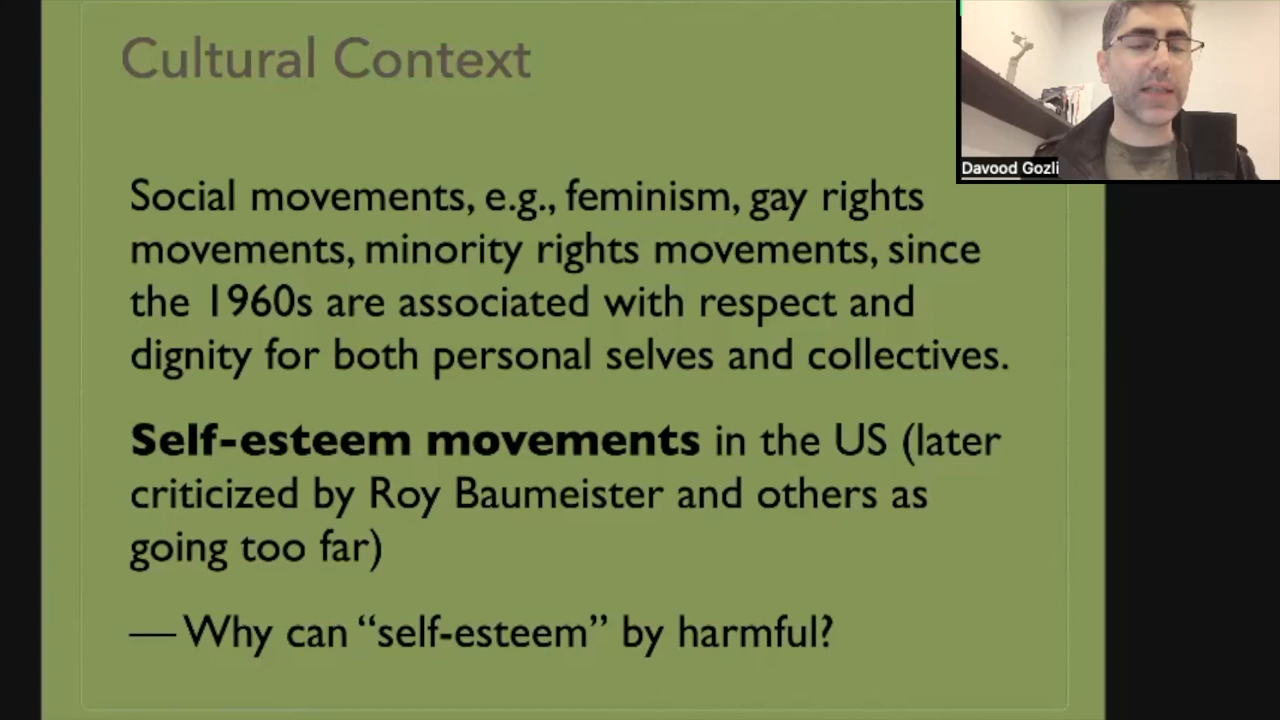 Cultural Context
Davood Gozli
Social movements, e.g., feminism, gay rights
movements, minority rights movements, since
the 1960s are associated with respect and
dignity for both personal selves and collectives.
Self-esteem movements in the US (later
criticized by Roy Baumeister and others as
going too far)
— Why can “self-esteem” by harmful?